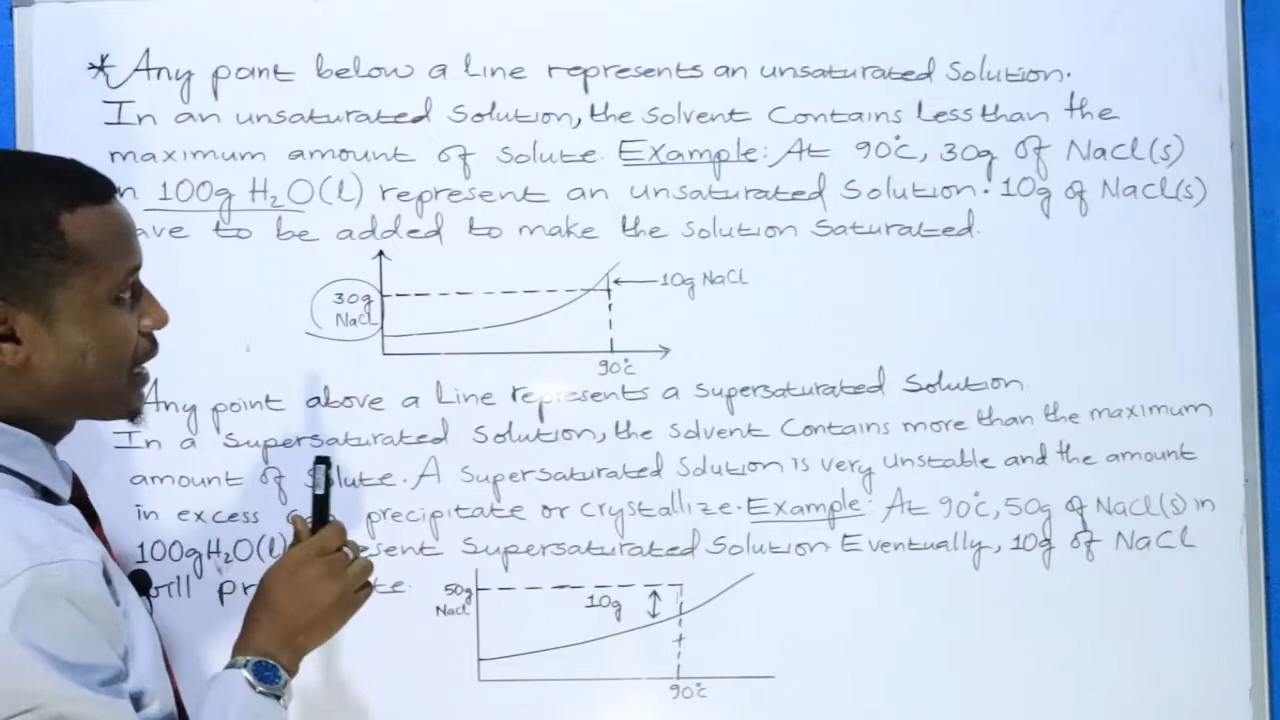 *Any point below a line represents an unsaturated Solution.
In an unsaturated Solution, the solvent Contains Less than the
maximum amount of Solute. Example: At 90°C, 30g of NaCl(s)
100g H₂O(l) represent an unsaturated Solution. 10g of NaCl(s)
to be added to make the solution Saturated.
30g
NaCl
10g NaCl
90°C
Any point above a Line represents a Supersaturated Solution.
In a Supersaturated Solution, the solvent Contains more than the maximum
amount of Solute. A Supersaturated Solution is very Unstable and the amount
in excess precipitate or crystallize. Example: At 90°C, 50g of NaCl(s) in
100g H₂O(l) Supersaturated Solution Eventually, 10g of NaCl
will
50g
NaCl
10g
90°C